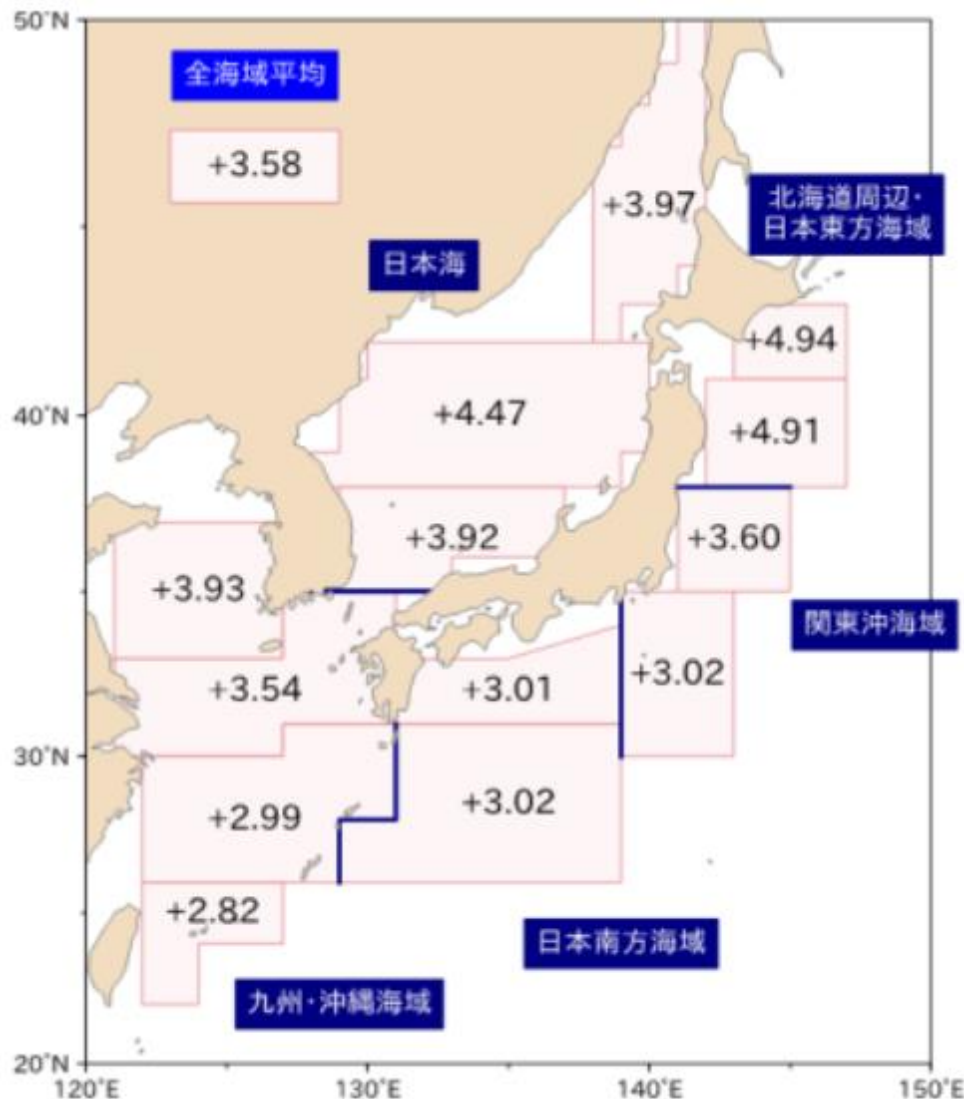 50°N
全海域平均
+3.58
+3.97
北海道周辺・
日本東方海域
日本海
+4.94
40°N
+4.47
+4.91
+3.92
+3.60
+3.93
関東沖海域
+3.54
+3.01
+3.02
30°N
+2.99
+3.02
+2.82
日本南方海域
九州・沖縄海域
20°N
120°E
130°E
140°E
150°E